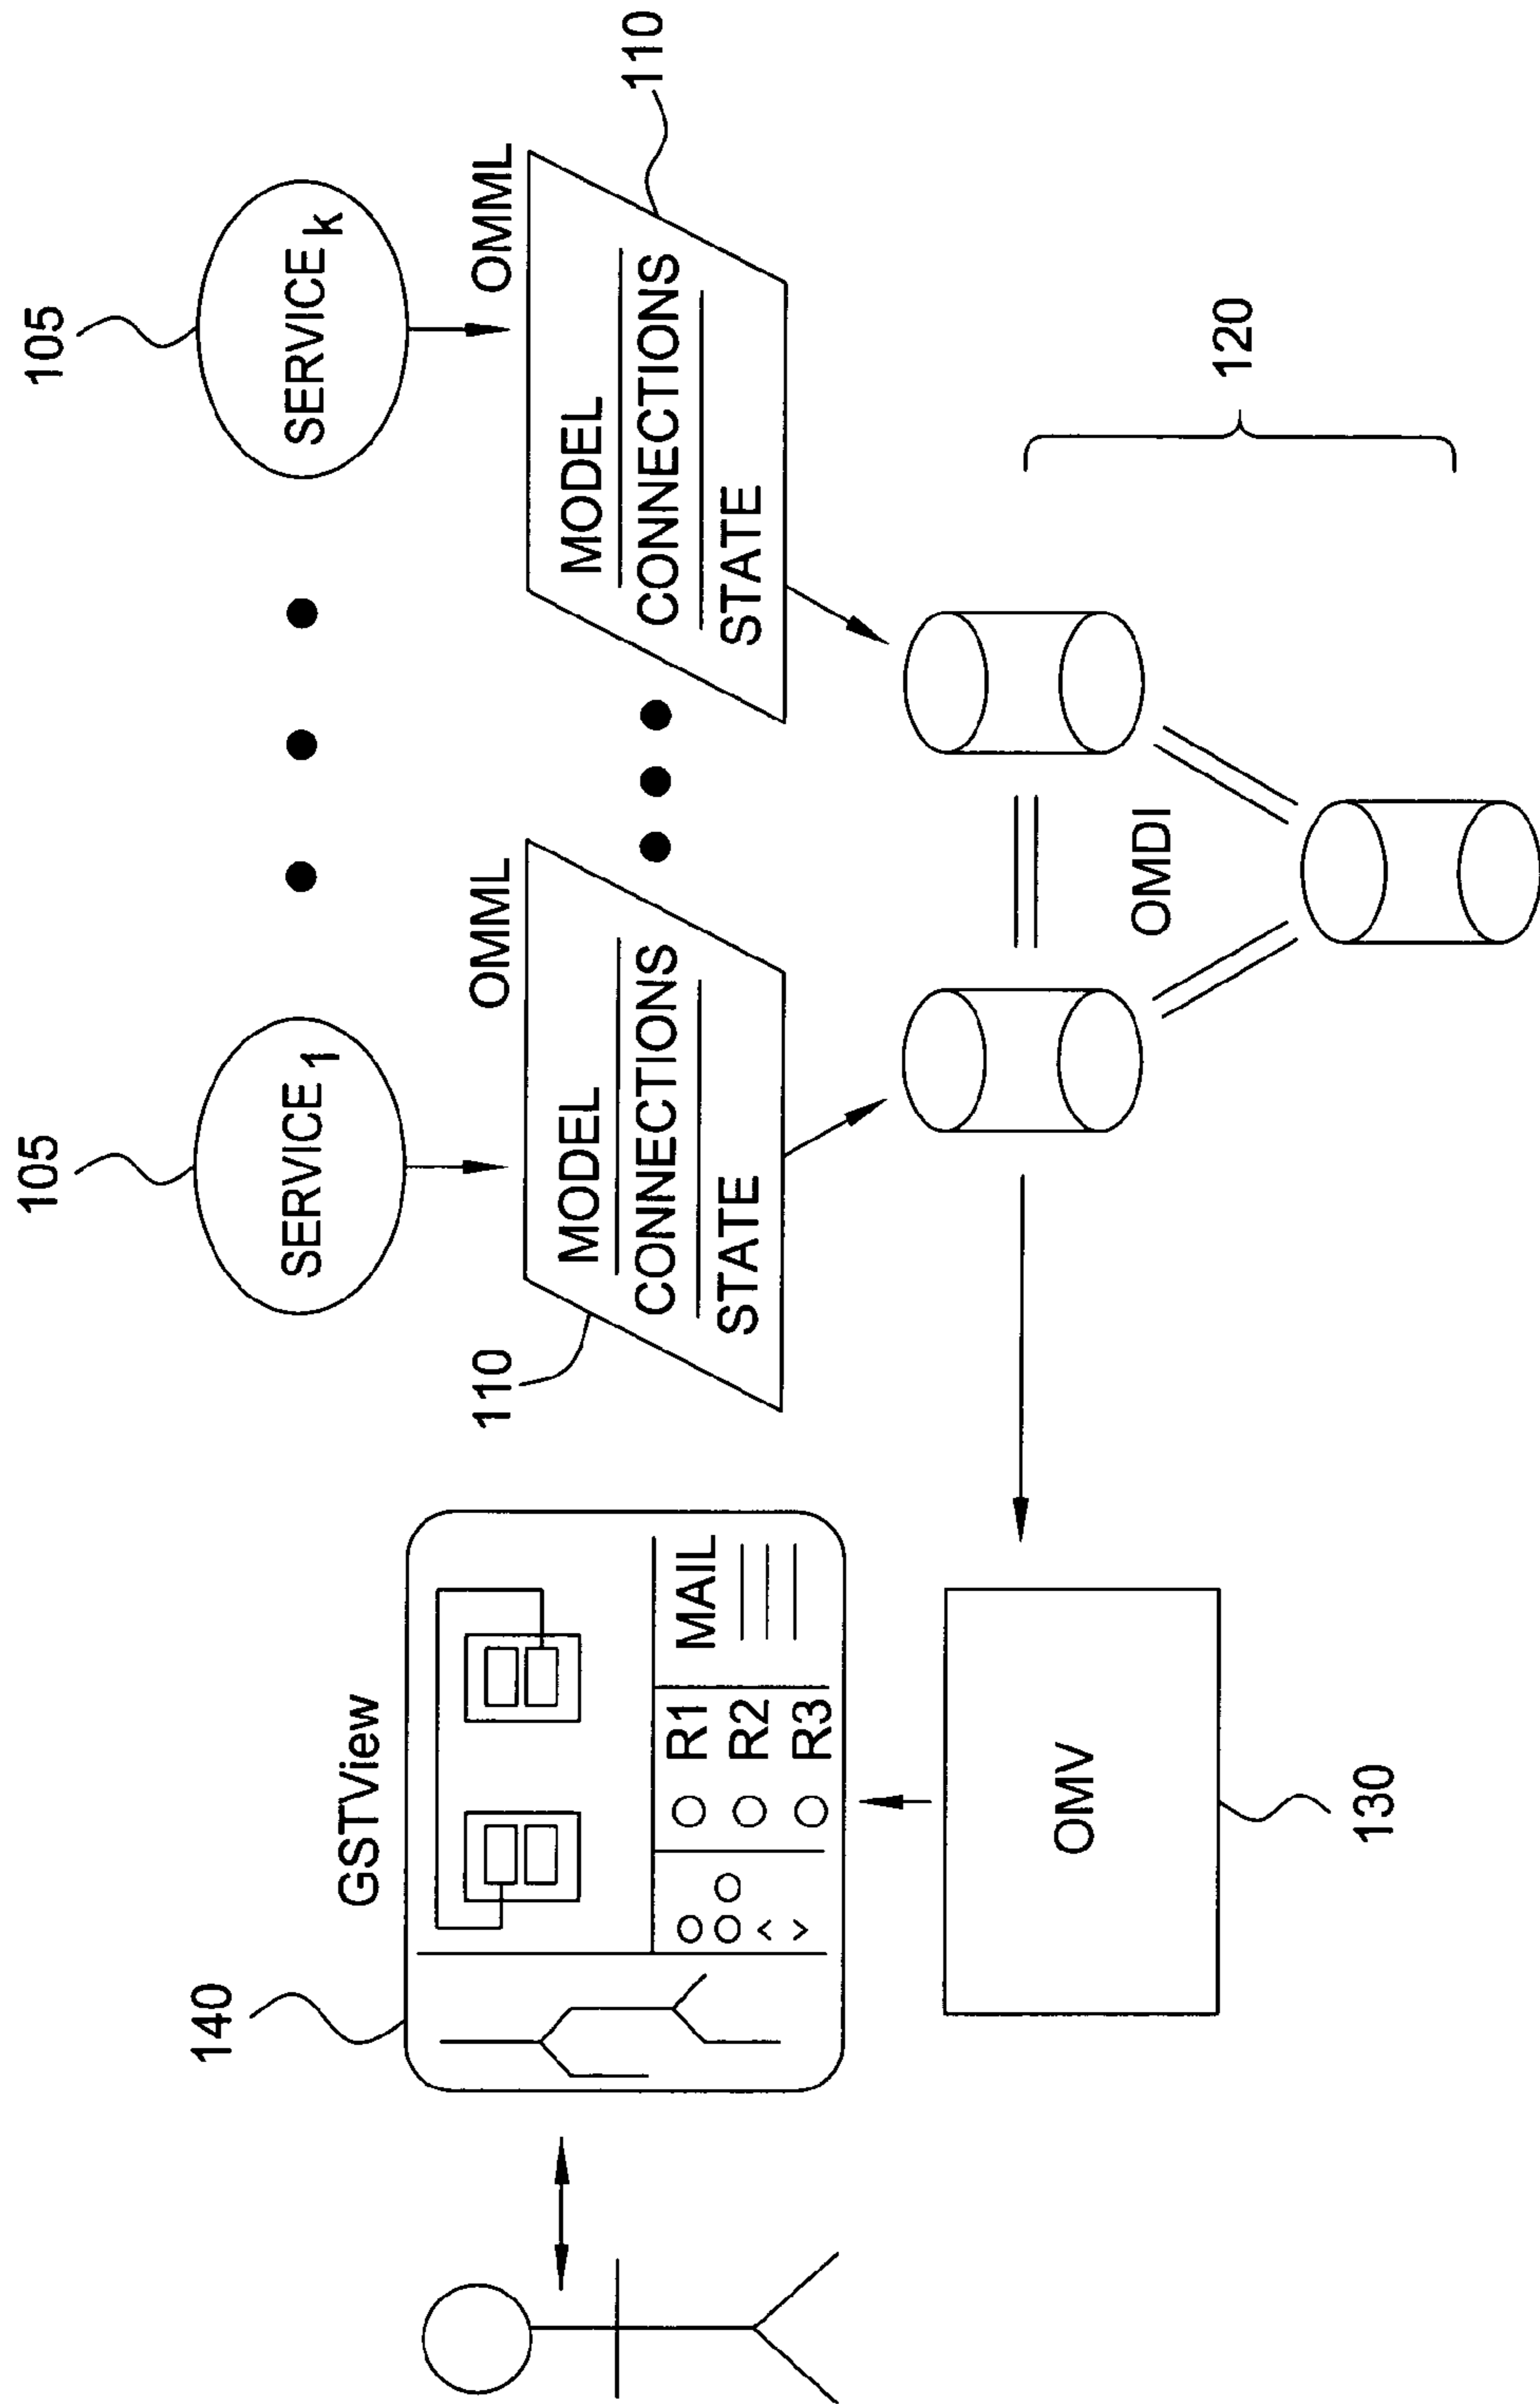 105
105
SERVICE 1
SERVICE k
140
GSTView
110
OMML
OMML
110
MODEL
CONNECTIONS
STATE
MODEL
CONNECTIONS
STATE
R1
R2
R3
MAIL
OMV
130
OMDI
120